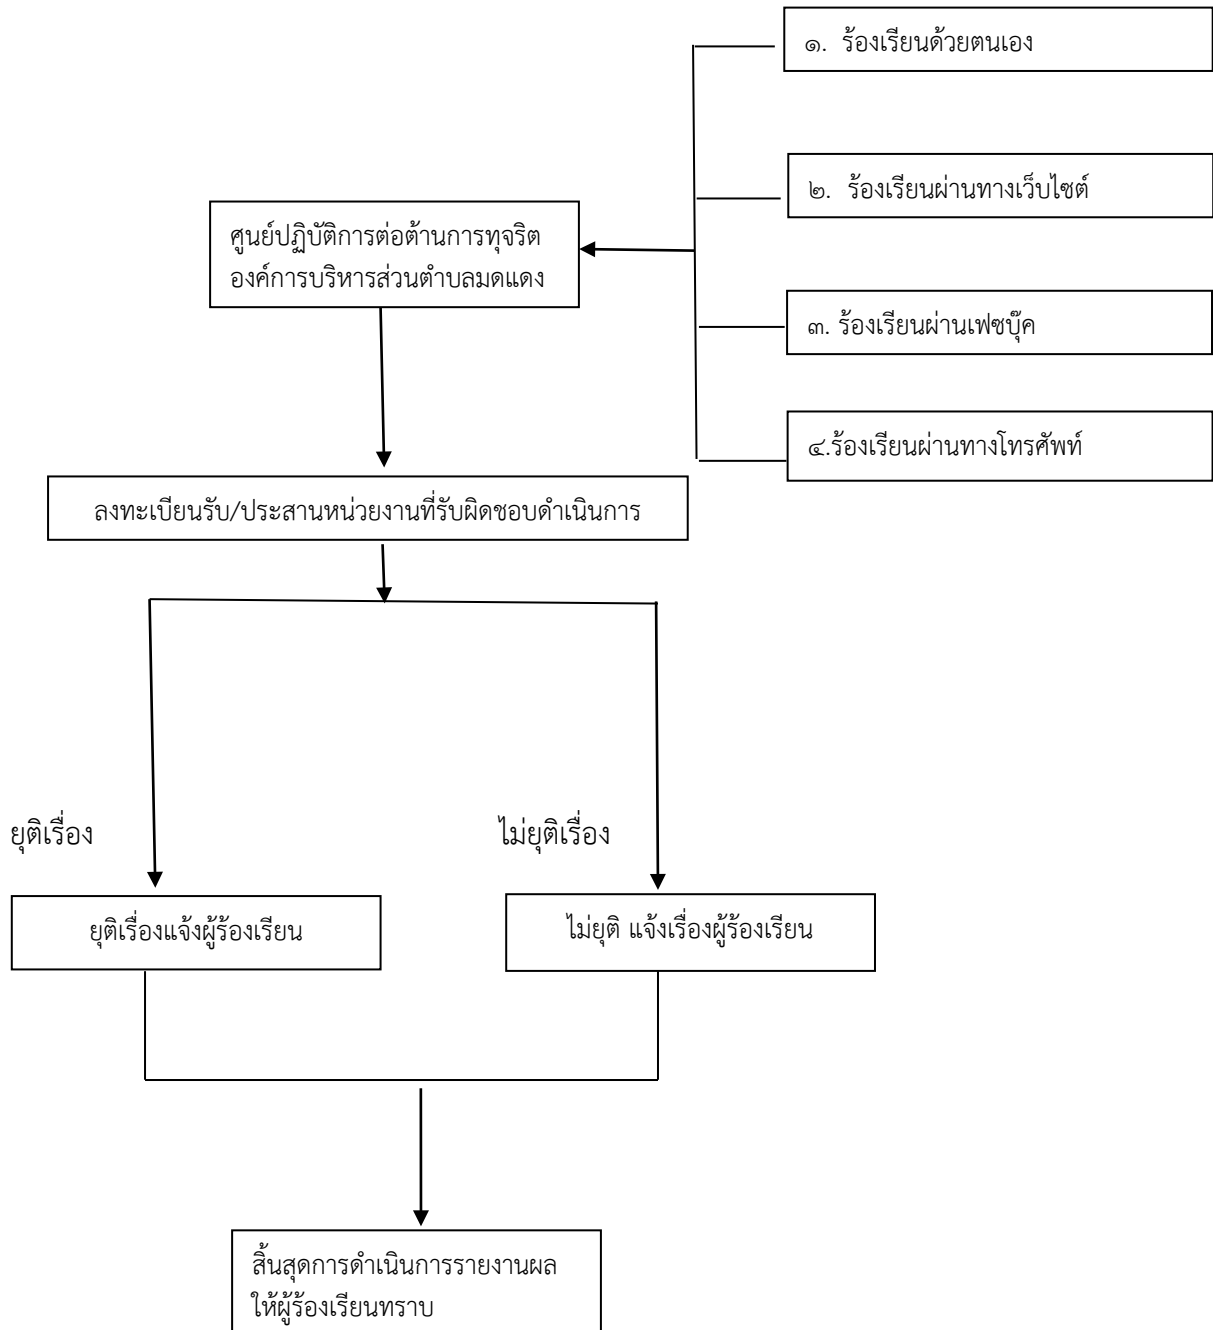 ๑. ร้องเรียนด้วยตนเอง
๒. ร้องเรียนผ่านทางเว็บไซต์
ศูนย์ปฏิบัติการต่อต้านการทุจริต
องค์การบริหารส่วนตำบลมดแดง
๓. ร้องเรียนผ่านเฟซบุ๊ค
๔.ร้องเรียนผ่านทางโทรศัพท์
ลงทะเบียนรับ/ประสานหน่วยงานที่รับผิดชอบดำเนินการ
ยุติเรื่อง
ไม่ยุติเรื่อง
ยุติเรื่องแจ้งผู้ร้องเรียน
ไม่ยุติ แจ้งเรื่องผู้ร้องเรียน
สิ้นสุดการดำเนินการรายงานผล
ให้ผู้ร้องเรียนทราบ